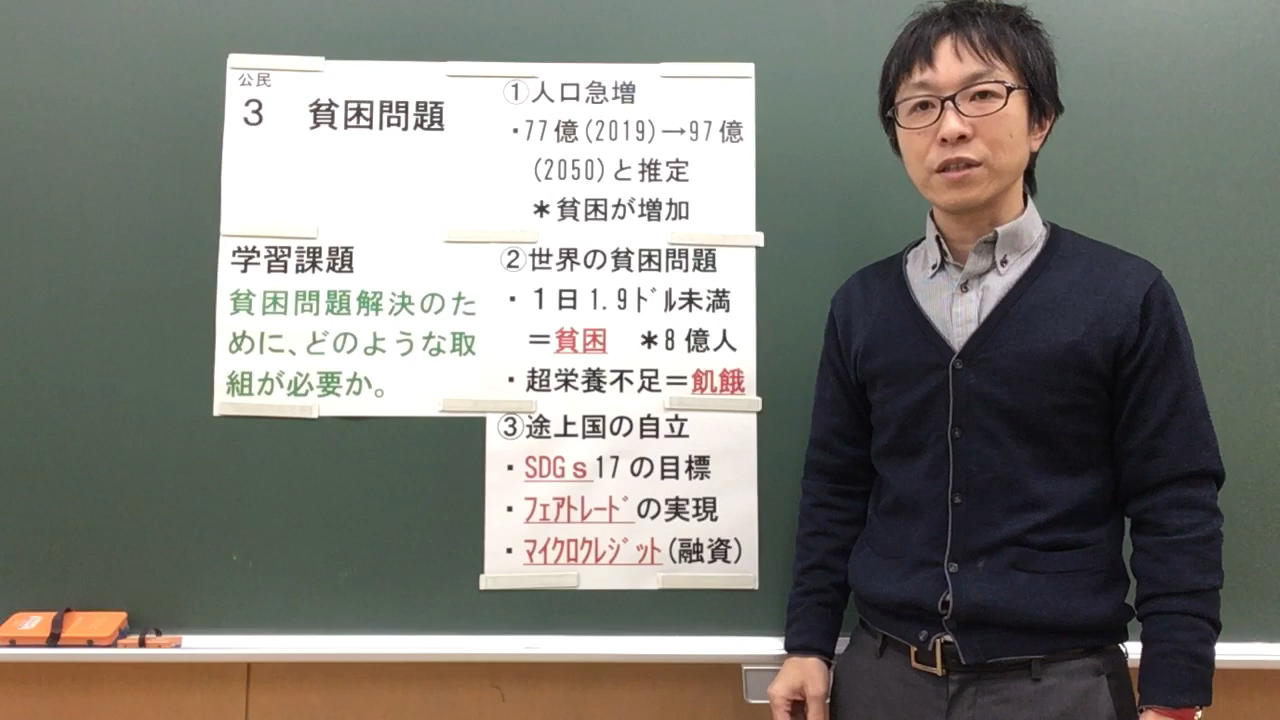 公民
3 貧困問題
学習課題
貧困問題解決のた
めに、どのような取
組が必要か。
①人口急増
・77億(2019)→97億
(2050)と推定
＊貧困が増加
②世界の貧困問題
・1日1.9ﾄﾞﾙ未満
＝貧困 ＊8億人
・超栄養不足＝飢餓
③途上国の自立
・SDGｓ17の目標
・ﾌｪｱﾄﾚｰﾄﾞの実現
・ﾏｲｸﾛｸﾚｼﾞｯﾄ(融資)